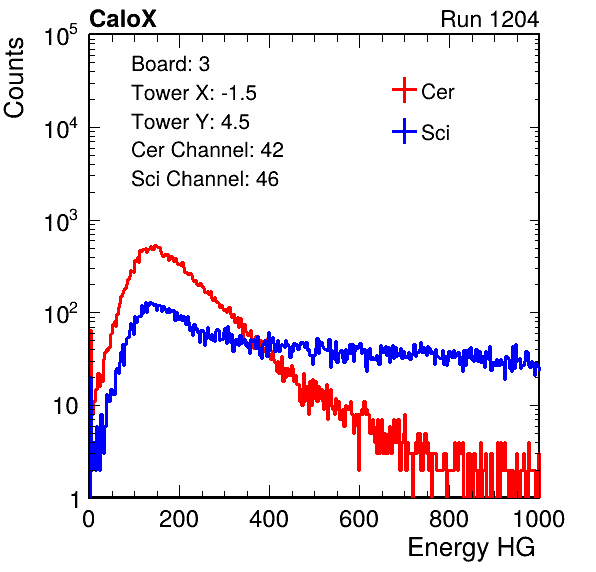 CaloX Run 1204
Counts
Board: 3
Tower X: -1.5
Tower Y: 4.5
Cer Channel: 42
Sci Channel: 46
Cer
Sci
10^5
10^4
10^3
10^2
10
1
0 200 400 600 800 1000
Energy HG